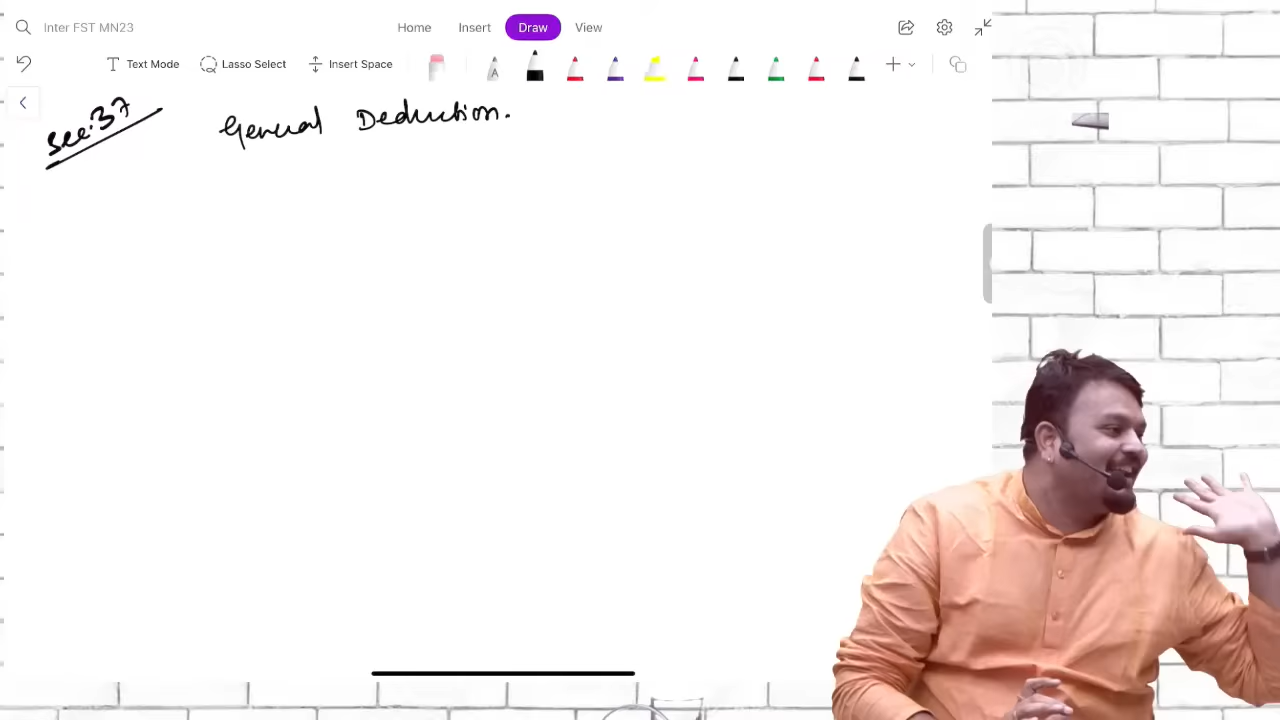 Inter FST MN23
Home Insert Draw View
Text Mode Lasso Select Insert Space
A
Sec.37 General Deduction.